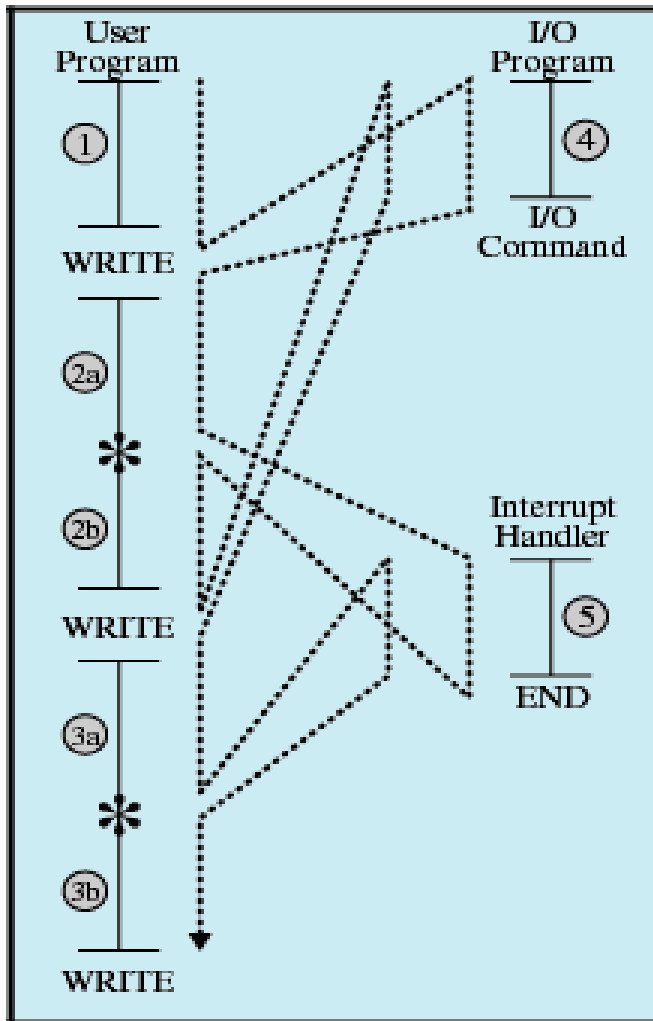 User
Program
1
WRITE
2a
*
2b
WRITE
3a
*
3b
WRITE
I/O
Program
4
I/O
Command
Interrupt
Handler
5
END